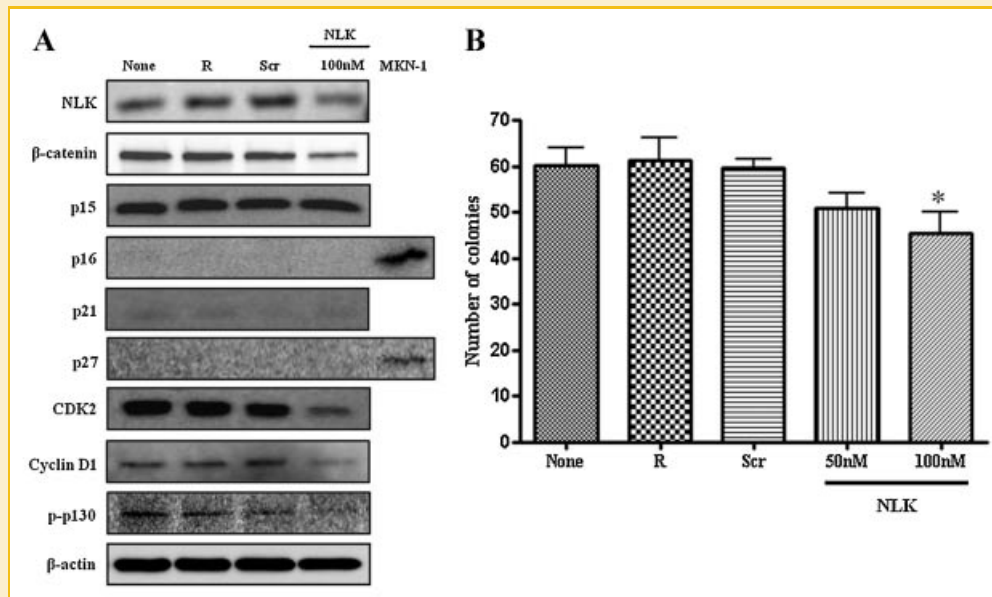 A
NLK
None R Scr 100nM MKN-1
NLK
β-catenin
p15
p16
p21
p27
CDK2
Cyclin D1
p-p130
β-actin
B
Number of colonies
70
60
50
40
30
20
10
0
*
None R Scr 50nM 100nM
NLK